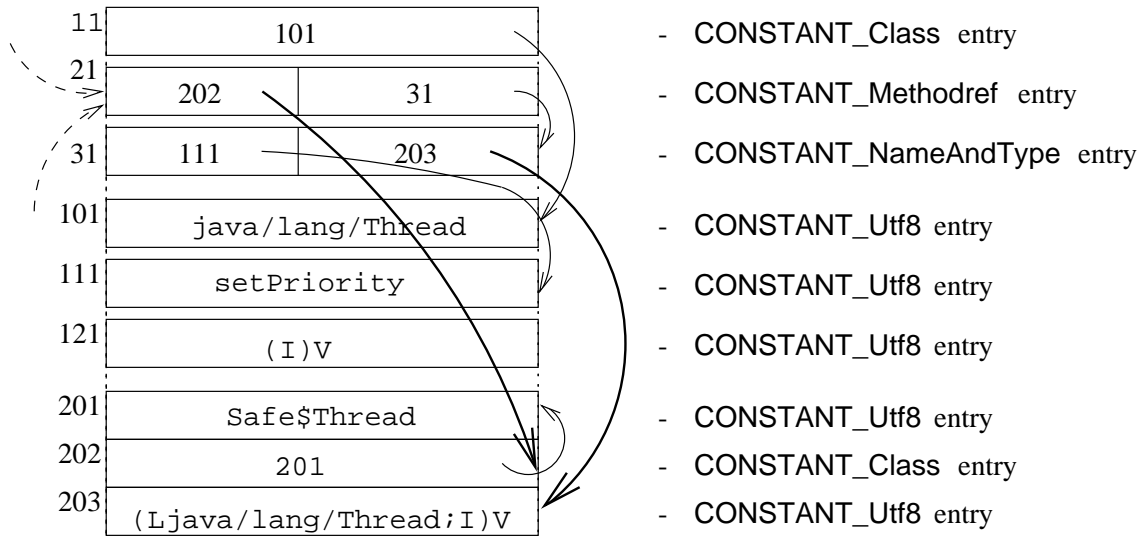 11 101 - CONSTANT_Class entry
21 202 31 - CONSTANT_Methodref entry
31 111 203 - CONSTANT_NameAndType entry
101 java/lang/Thread - CONSTANT_Utf8 entry
111 setPriority - CONSTANT_Utf8 entry
121 (I)V - CONSTANT_Utf8 entry
201 Safe$Thread - CONSTANT_Utf8 entry
202 201 - CONSTANT_Class entry
203 (Ljava/lang/Thread;I)V - CONSTANT_Utf8 entry